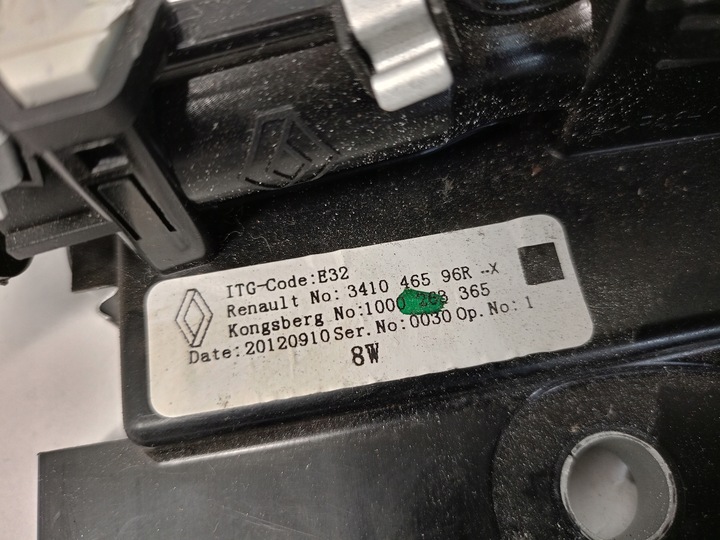 ITG-Code:E32
Renault No: 3410 465 96R --X
Kongsberg No:1000 263 365
Date:20120910 Ser.No:0030 Op.No: 1
8W